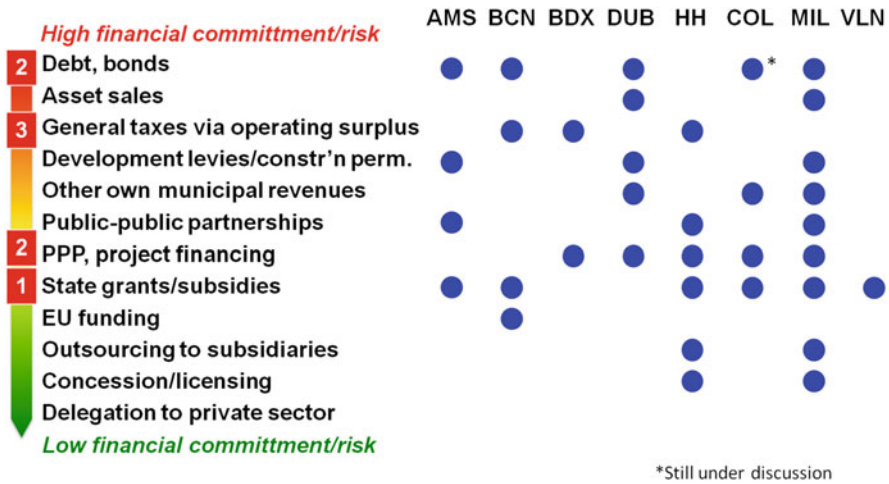 AMS BCN BDX DUB HH COL MIL VLN
High financial committment/risk
2 Debt, bonds *
Asset sales
3 General taxes via operating surplus
Development levies/constr'n perm.
Other own municipal revenues
Public-public partnerships
2 PPP, project financing
1 State grants/subsidies
EU funding
Outsourcing to subsidiaries
Concession/licensing
Delegation to private sector
Low financial committment/risk
*Still under discussion